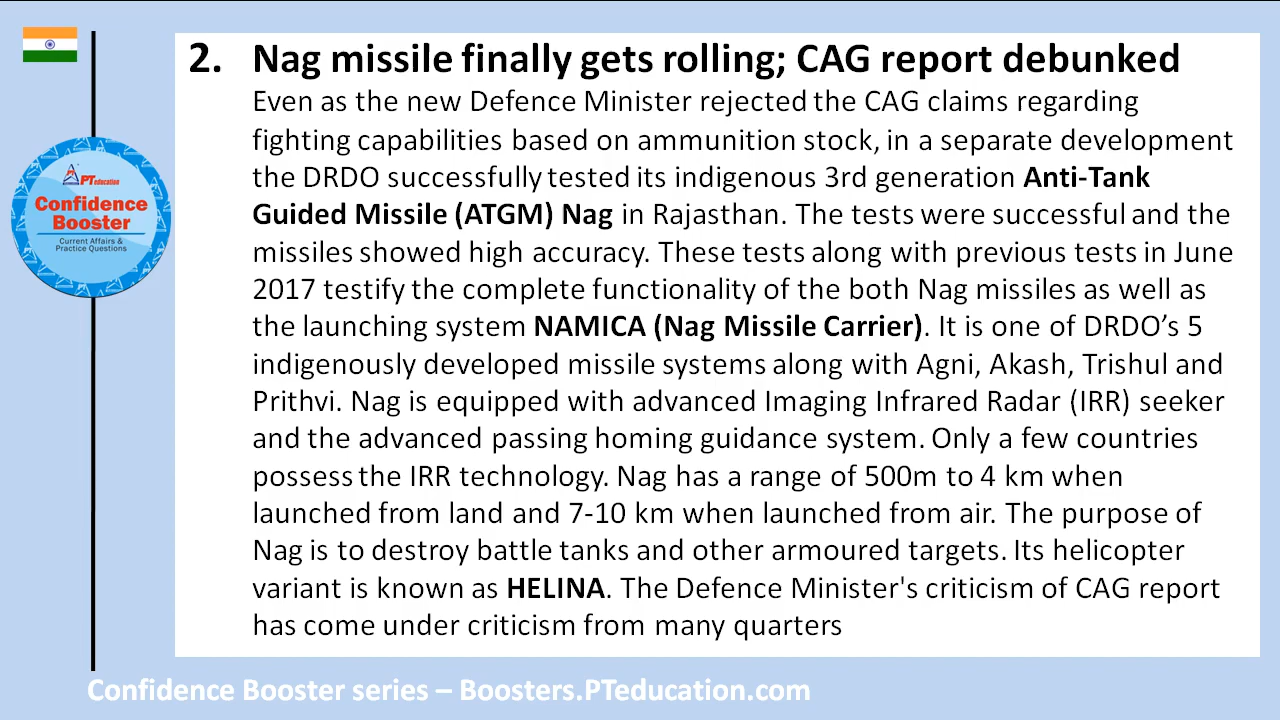 2. Nag missile finally gets rolling; CAG report debunked
Even as the new Defence Minister rejected the CAG claims regarding
fighting capabilities based on ammunition stock, in a separate development
the DRDO successfully tested its indigenous 3rd generation Anti-Tank
Guided Missile (ATGM) Nag in Rajasthan. The tests were successful and the
missiles showed high accuracy. These tests along with previous tests in June
2017 testify the complete functionality of the both Nag missiles as well as
the launching system NAMICA (Nag Missile Carrier). It is one of DRDO’s 5
indigenously developed missile systems along with Agni, Akash, Trishul and
Prithvi. Nag is equipped with advanced Imaging Infrared Radar (IRR) seeker
and the advanced passing homing guidance system. Only a few countries
possess the IRR technology. Nag has a range of 500m to 4 km when
launched from land and 7-10 km when launched from air. The purpose of
Nag is to destroy battle tanks and other armoured targets. Its helicopter
variant is known as HELINA. The Defence Minister's criticism of CAG report
has come under criticism from many quarters
PT education
Confidence
Booster
Current Affairs &
Practice Questions
Confidence Booster series – Boosters.PTeducation.com